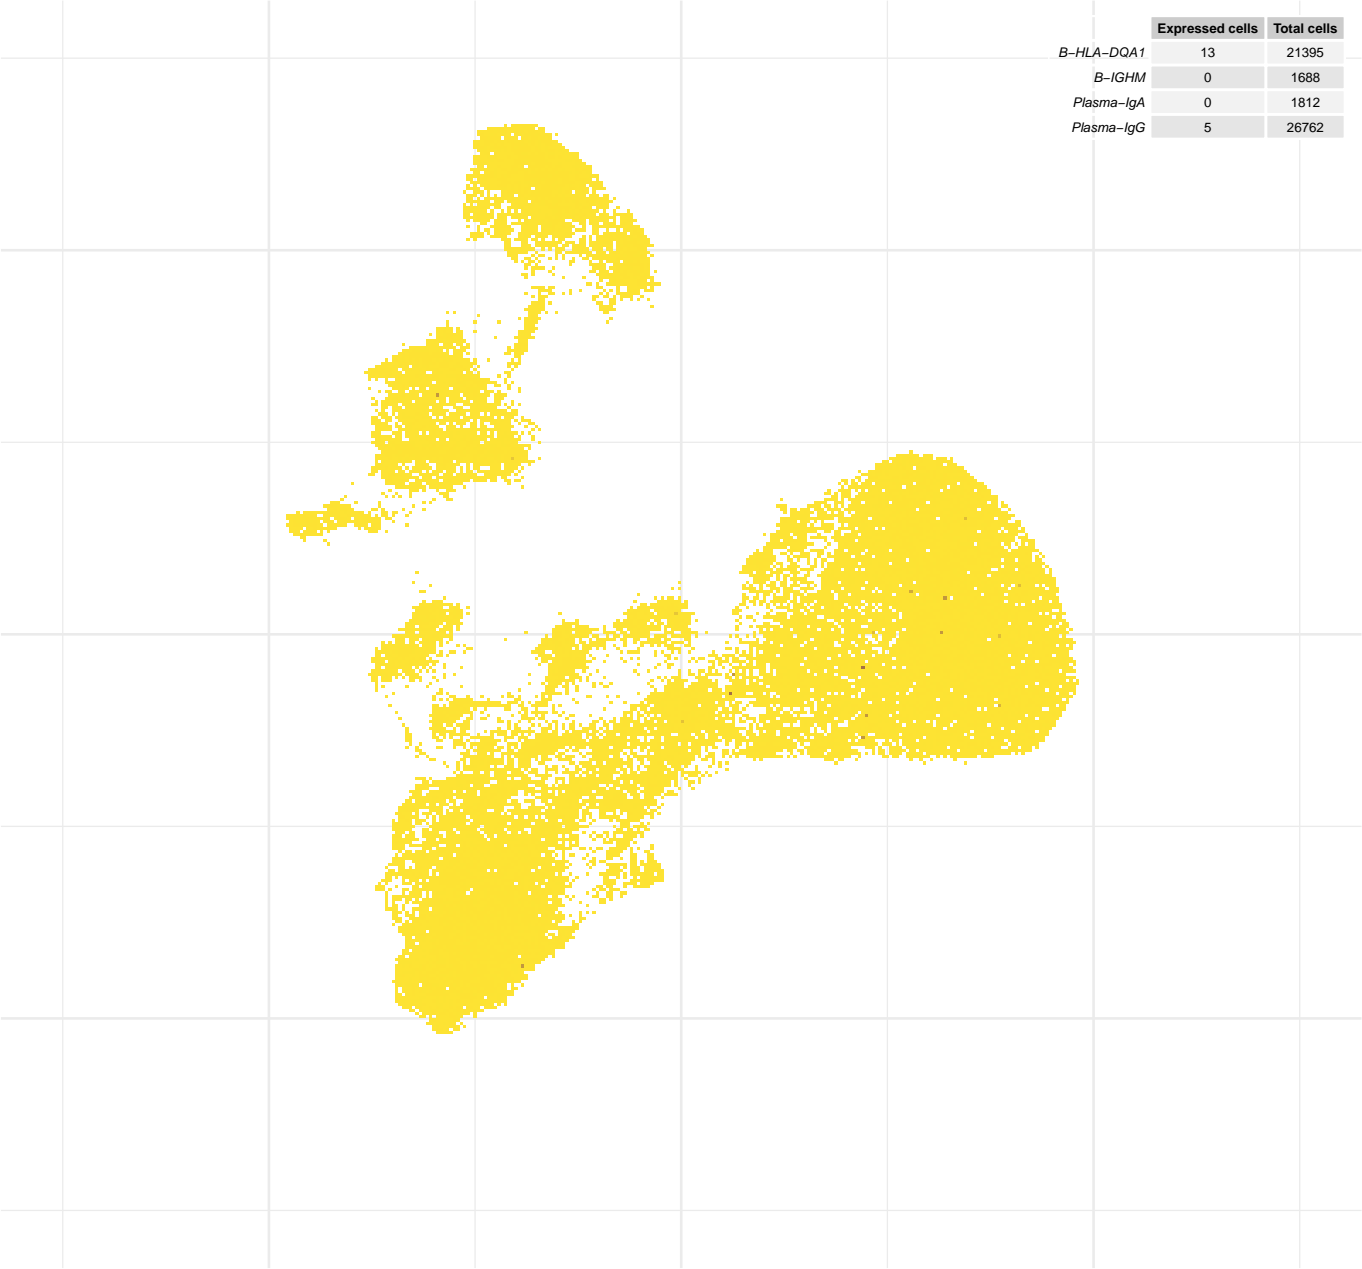 Expressed cells Total cells
B−HLA−DQA1 13 21395
B−IGHM 0 1688
Plasma−IgA 0 1812
Plasma−IgG 5 26762